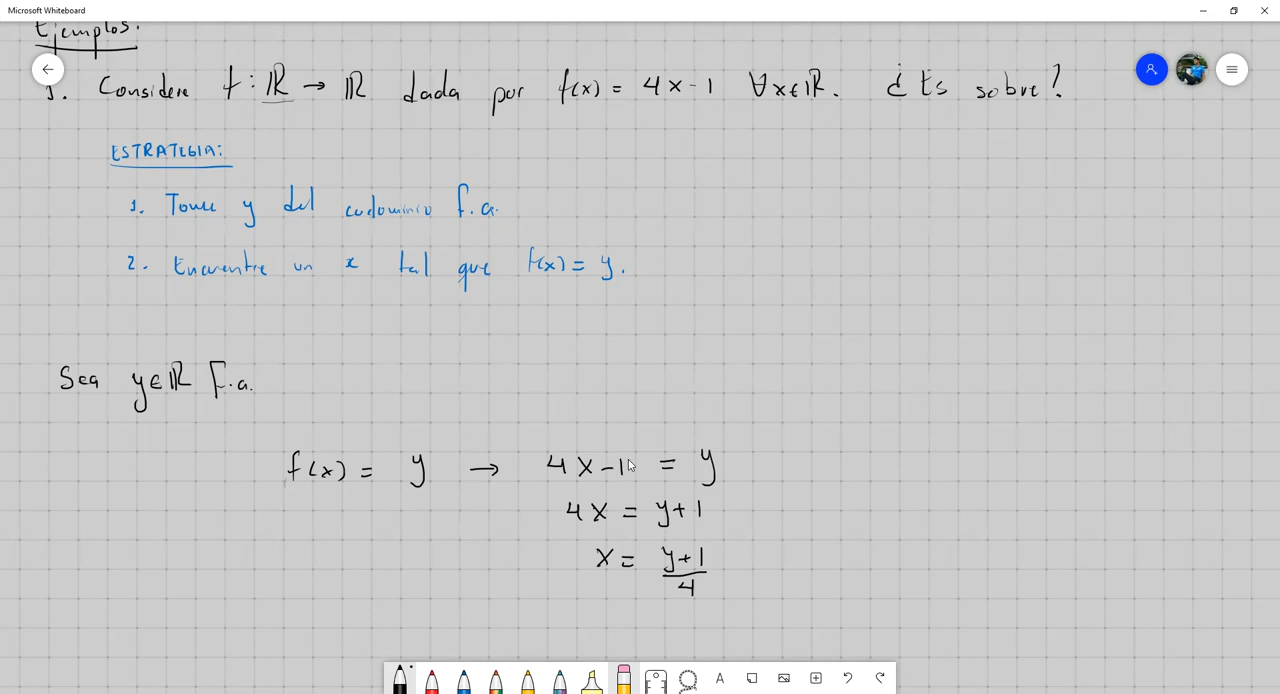 Microsoft Whiteboard
Ejemplos:
1. Considere f: ℝ → ℝ dada por f(x) = 4x-1 ∀x∈ℝ. ¿Es sobre?
ESTRATEGIA:
1. Tome y del codominio f.a.
2. Encuentre un x tal que f(x) = y.
Sea y∈ℝ f.a.
f(x) = y → 4x-1 = y
4x = y+1
x = y+1/4
A